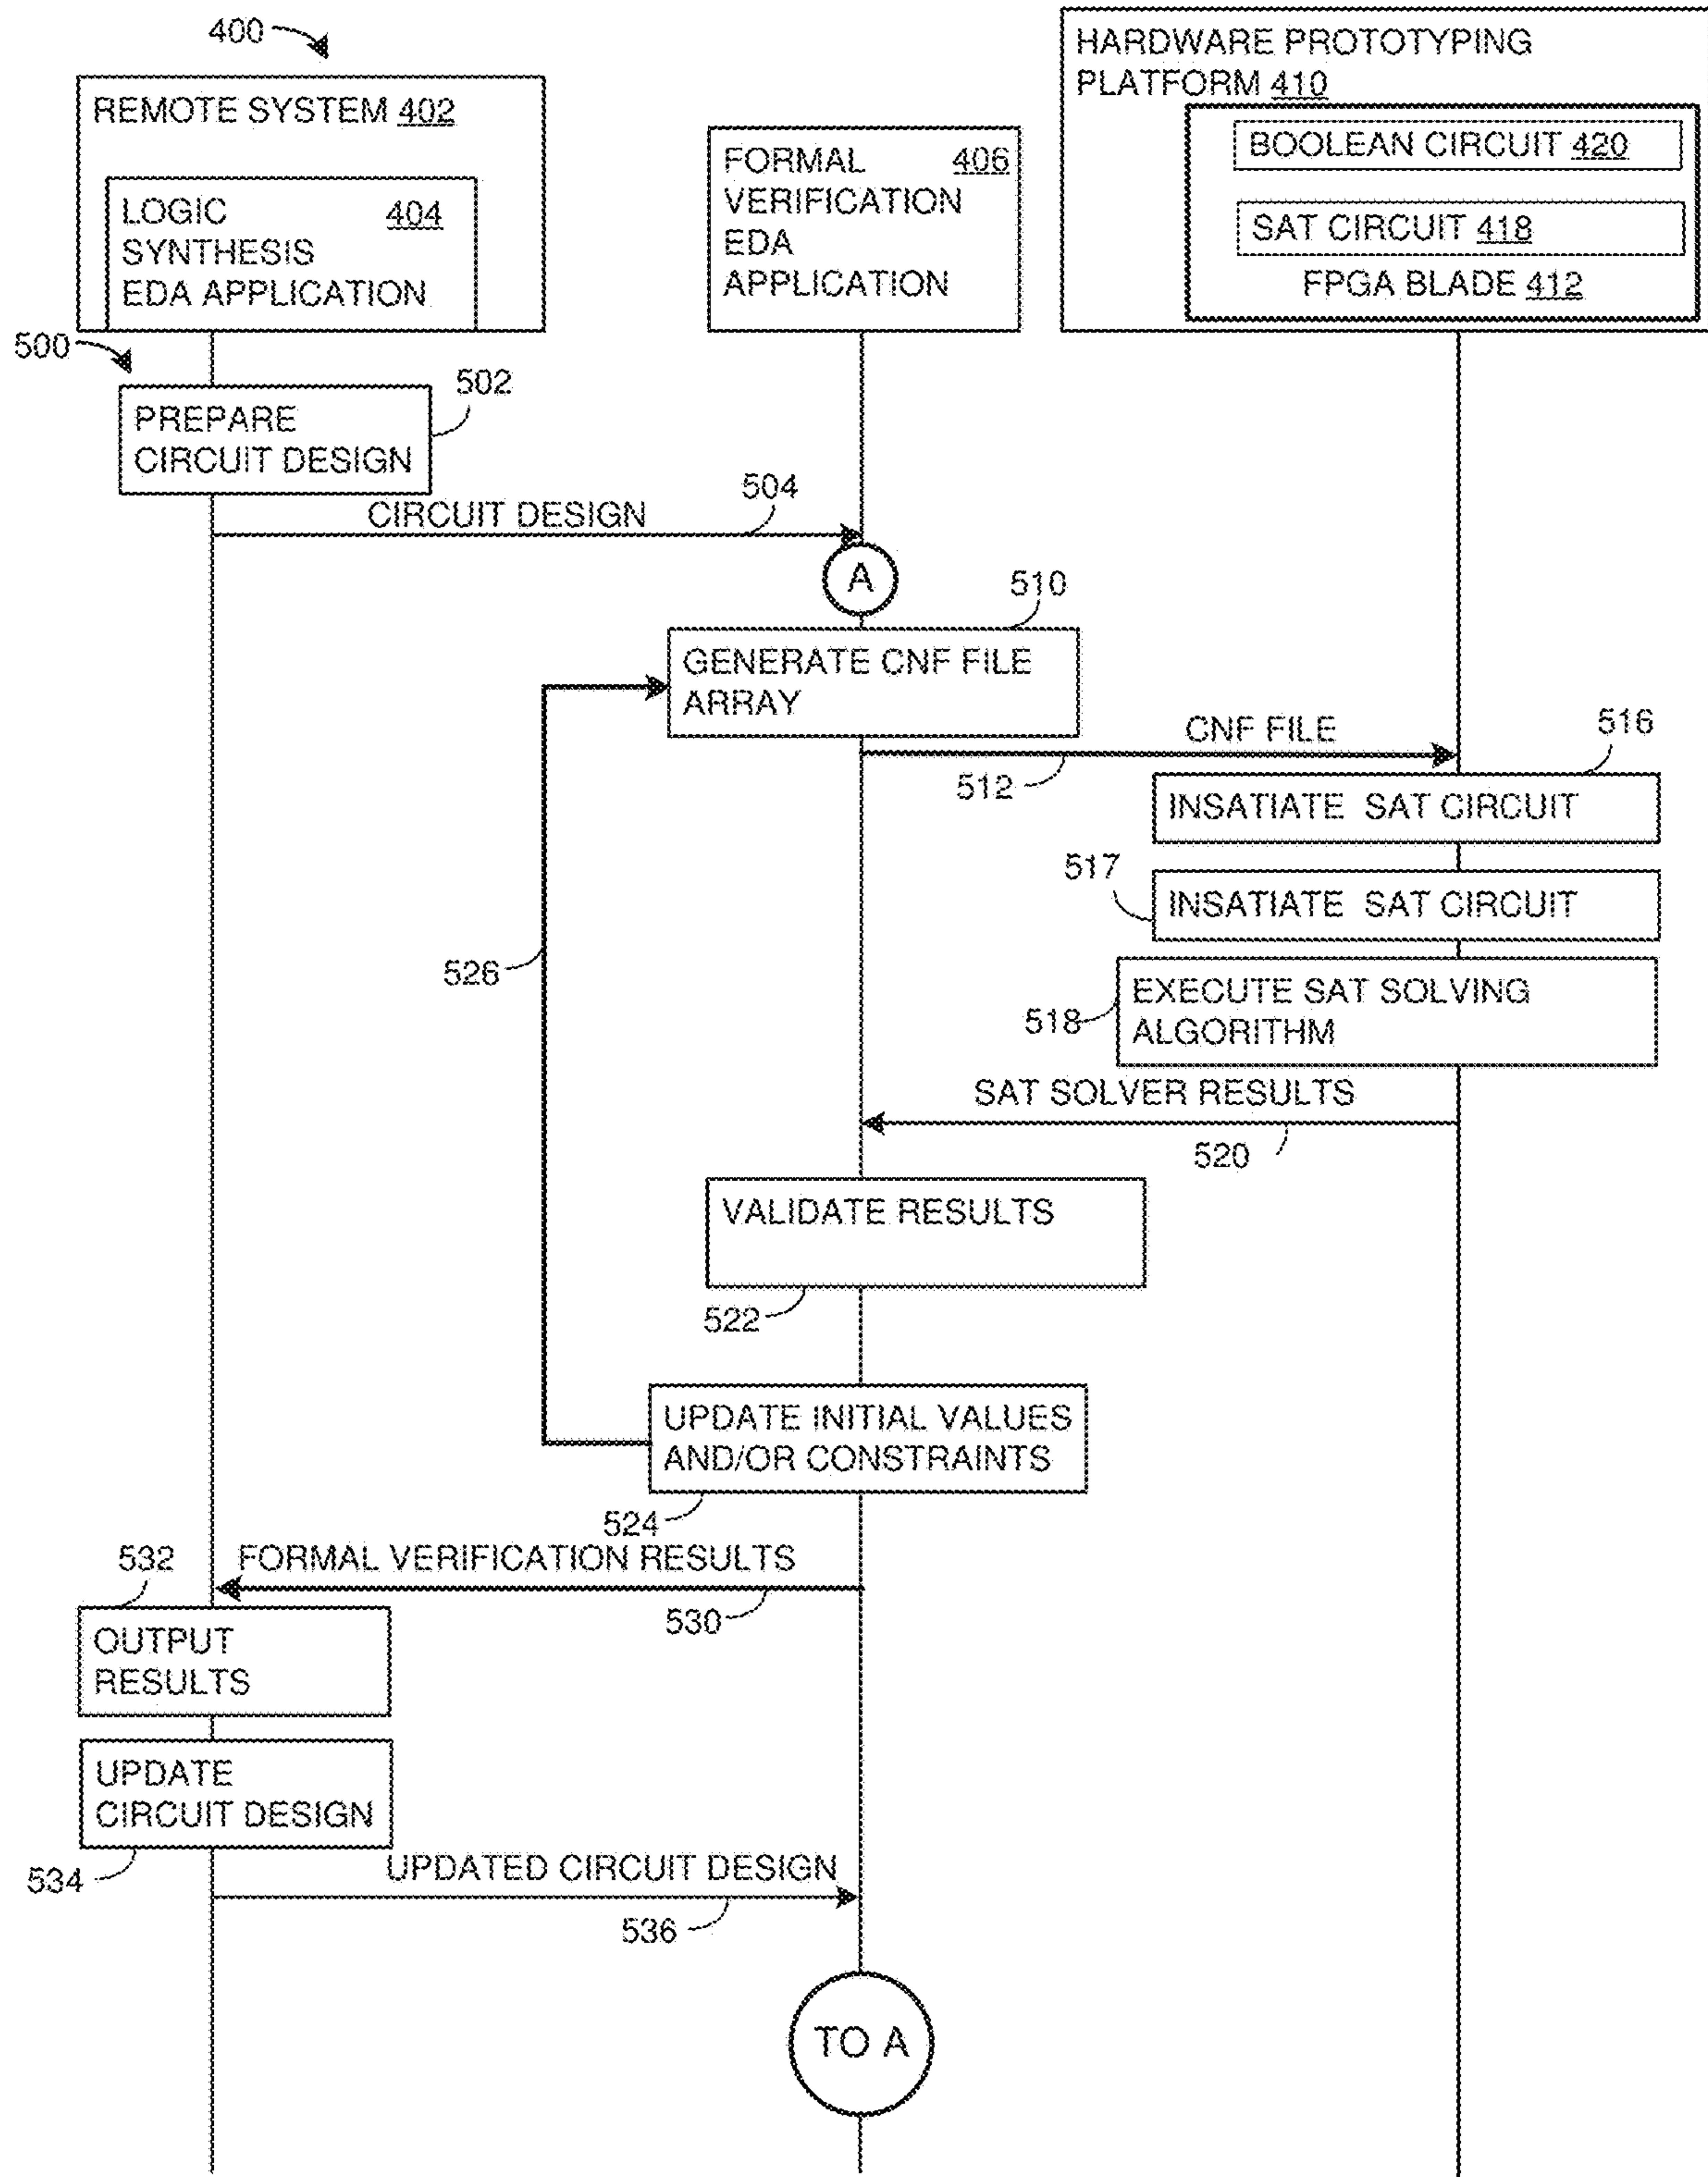 400
REMOTE SYSTEM 402
LOGIC 404
SYNTHESIS
EDA APPLICATION
FORMAL 406
VERIFICATION
EDA
APPLICATION
HARDWARE PROTOTYPING
PLATFORM 410
BOOLEAN CIRCUIT 420
SAT CIRCUIT 418
FPGA BLADE 412
500
502
PREPARE
CIRCUIT DESIGN
504
CIRCUIT DESIGN
A
510
GENERATE CNF FILE
ARRAY
CNF FILE
512
516
INSATIATE SAT CIRCUIT
517
INSATIATE SAT CIRCUIT
526
518
EXECUTE SAT SOLVING
ALGORITHM
SAT SOLVER RESULTS
520
VALIDATE RESULTS
522
UPDATE INITIAL VALUES
AND/OR CONSTRAINTS
524
532
FORMAL VERIFICATION RESULTS
530
OUTPUT
RESULTS
UPDATE
CIRCUIT DESIGN
534
UPDATED CIRCUIT DESIGN
536
TO A